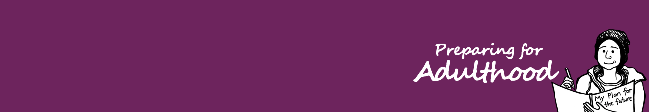 Preparing for
Adulthood
My Plan for
the future